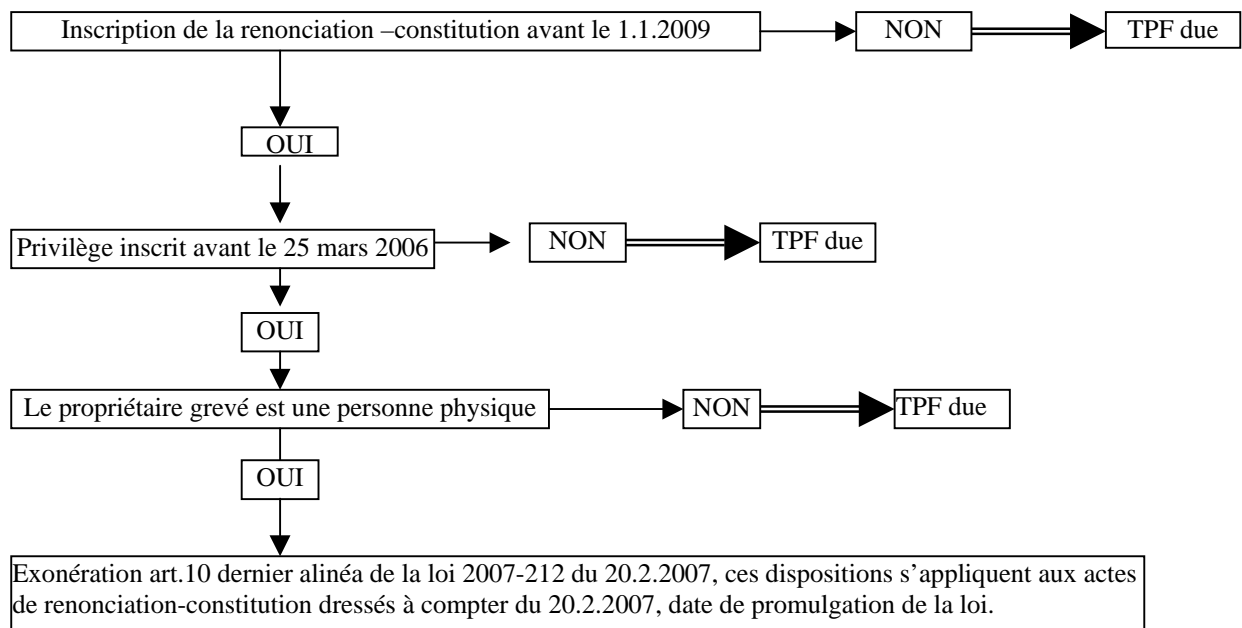 Inscription de la renonciation –constitution avant le 1.1.2009
NON
TPF due
OUI
Privilège inscrit avant le 25 mars 2006
NON
TPF due
OUI
Le propriétaire grevé est une personne physique
NON
TPF due
OUI
Exonération art.10 dernier alinéa de la loi 2007-212 du 20.2.2007, ces dispositions s’appliquent aux actes
de renonciation-constitution dressés à compter du 20.2.2007, date de promulgation de la loi.